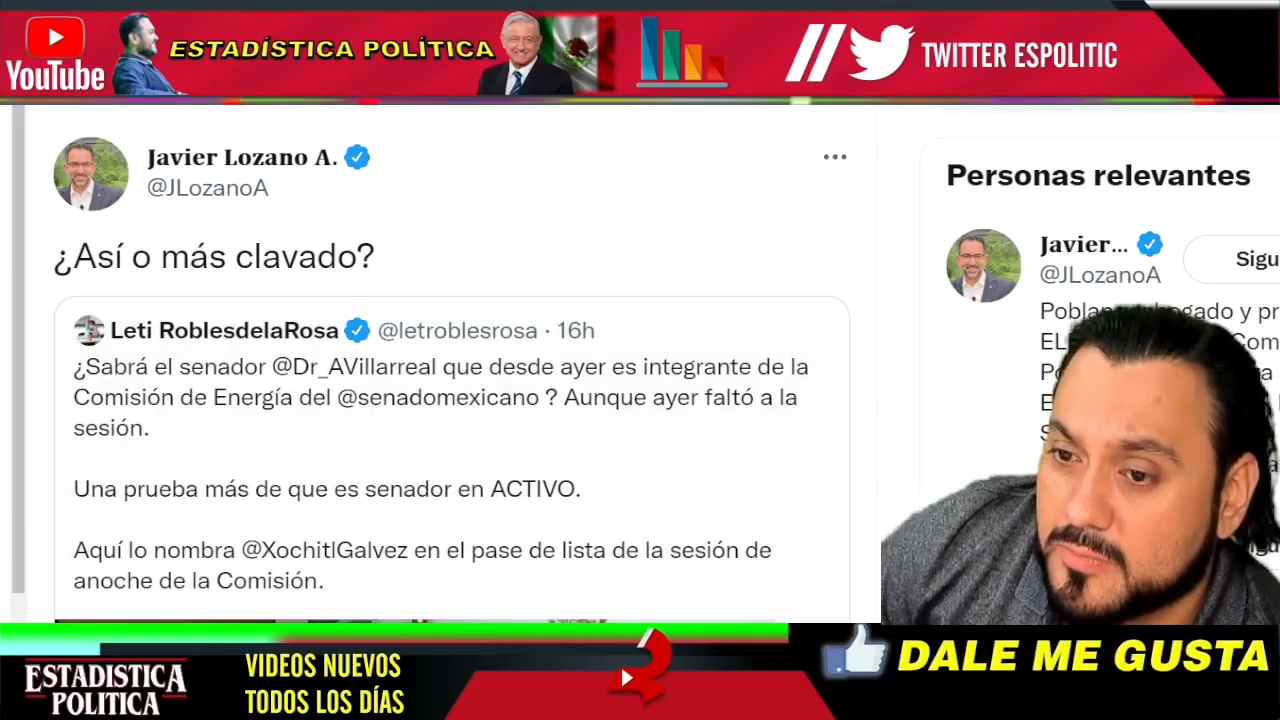 YouTube
ESTADÍSTICA POLÍTICA
TWITTER ESPOLITIC
Javier Lozano A.
@JLozanoA
¿Así o más clavado?
Leti RoblesdelaRosa @letroblesrosa · 16h
¿Sabrá el senador @Dr_AVillarreal que desde ayer es integrante de la
Comisión de Energía del @senadomexicano ? Aunque ayer faltó a la
sesión.
Una prueba más de que es senador en ACTIVO.
Aquí lo nombra @XochitlGalvez en el pase de lista de la sesión de
anoche de la Comisión.
Personas relevantes
Javier...
@JLozanoA
Sigu
ESTADISTICA
POLÍTICA
VIDEOS NUEVOS
TODOS LOS DÍAS
DALE ME GUSTA